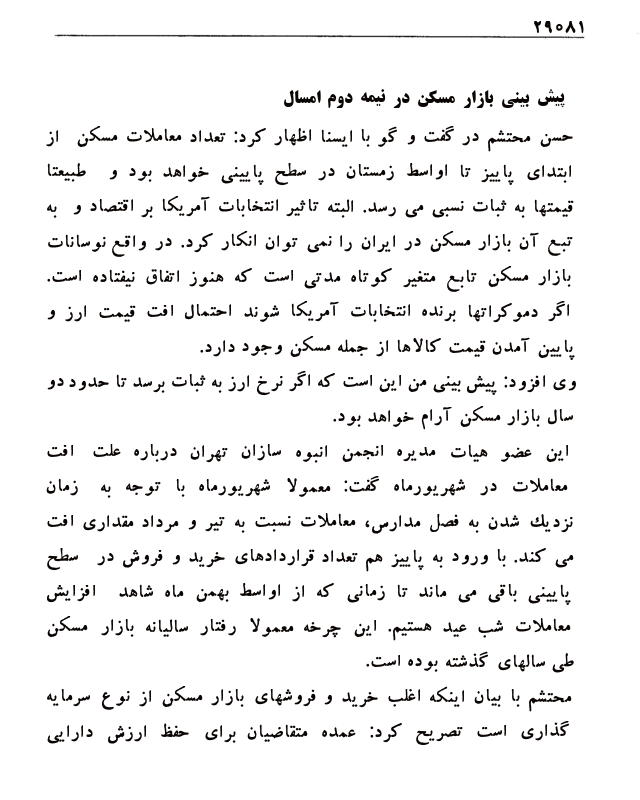 ۲۹۰۸۱
پیش بینی بازار مسکن در نیمه دوم امسال
حسن محتشم در گفت و گو با ایسنا اظهار کرد: تعداد معاملات مسکن از
ابتدای پاییز تا اواسط زمستان در سطح پایینی خواهد بود و طبیعتا
قیمتها به ثبات نسبی می رسد. البته تاثیر انتخابات آمریکا بر اقتصاد و به
تبع آن بازار مسکن در ایران را نمی توان انکار کرد. در واقع نوسانات
بازار مسکن تابع متغیر کوتاه مدتی است که هنوز اتفاق نیفتاده است.
اگر دموکراتها برنده انتخابات آمریکا شوند احتمال افت قیمت ارز و
پایین آمدن قیمت کالاها از جمله مسکن وجود دارد.
وی افزود: پیش بینی من این است که اگر نرخ ارز به ثبات برسد تا حدود دو
سال بازار مسکن آرام خواهد بود.
این عضو هیات مدیره انجمن انبوه سازان تهران درباره علت افت
معاملات در شهریورماه گفت: معمولا شهریورماه با توجه به زمان
نزدیك شدن به فصل مدارس، معاملات نسبت به تیر و مرداد مقداری افت
می کند. با ورود به پاییز هم تعداد قراردادهای خرید و فروش در سطح
پایینی باقی می ماند تا زمانی که از اواسط بهمن ماه شاهد افزایش
معاملات شب عید هستیم. این چرخه معمولا رفتار سالیانه بازار مسکن
طی سالهای گذشته بوده است.
محتشم با بیان اینکه اغلب خرید و فروشهای بازار مسکن از نوع سرمایه
گذاری است تصریح کرد: عمده متقاضیان برای حفظ ارزش دارایی